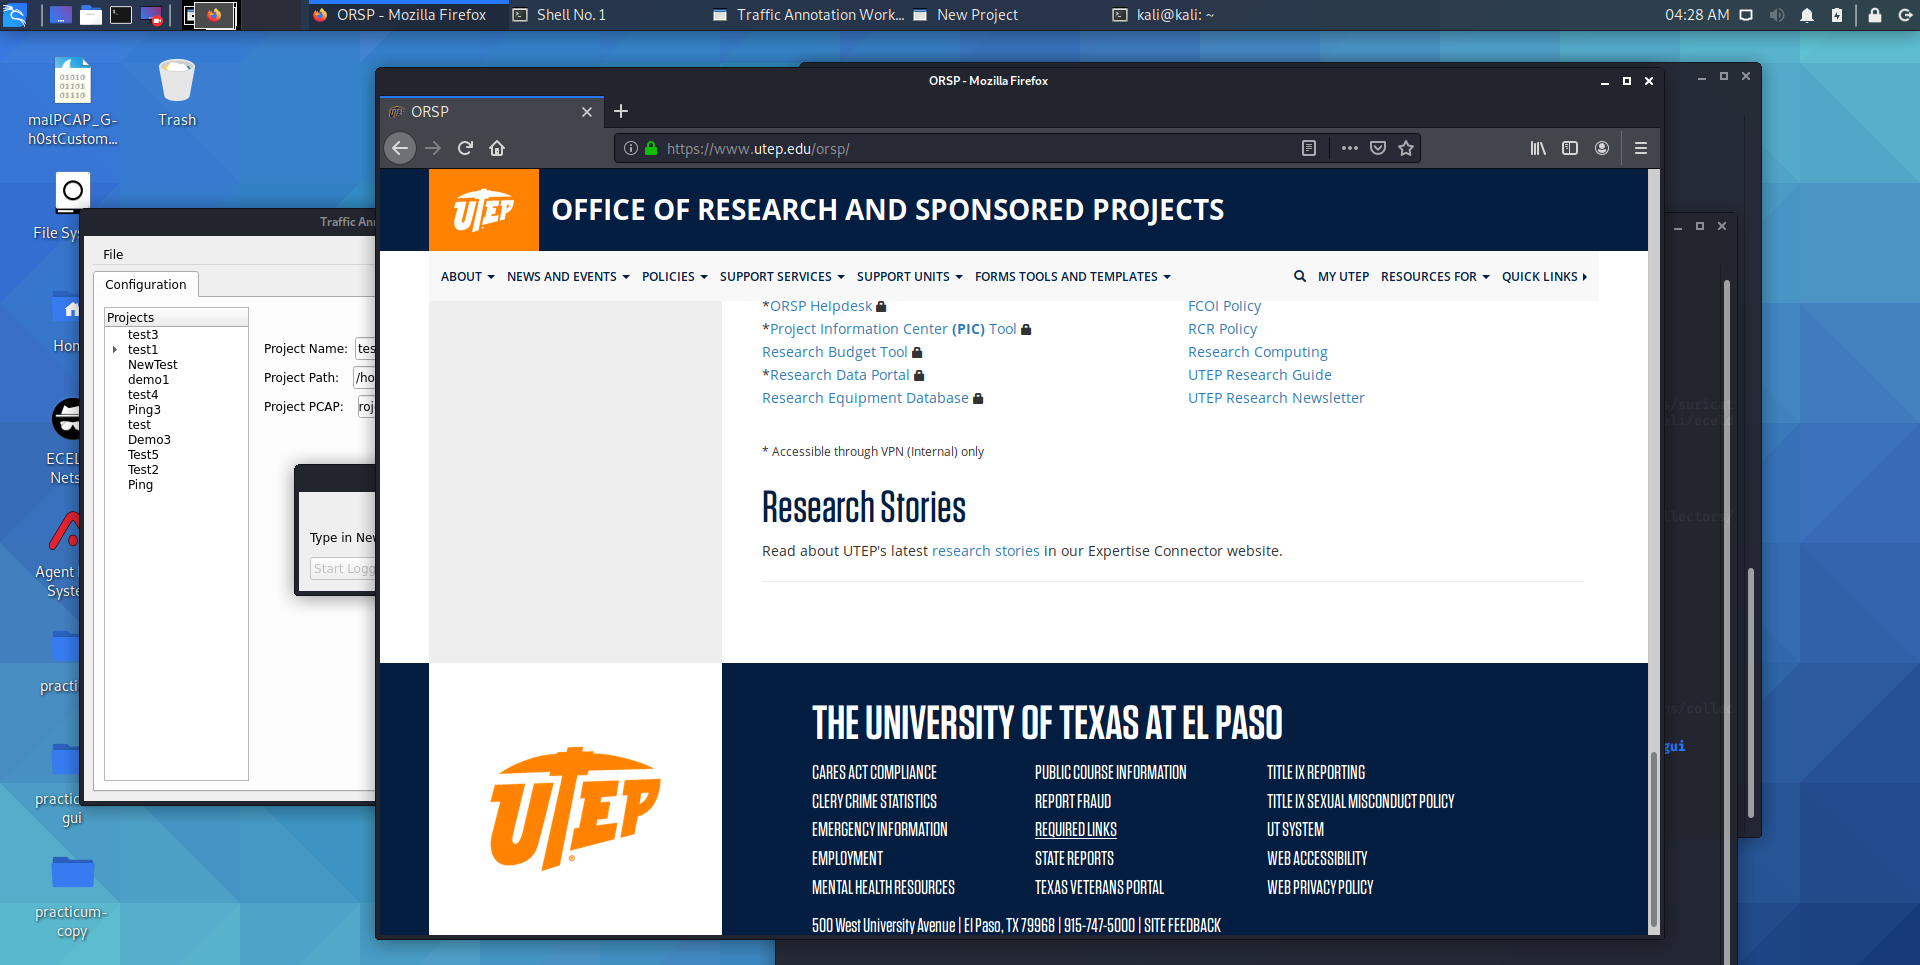 ORSP - Mozilla Firefox
Shell No. 1
Traffic Annotation Work...
New Project
kali@kali: ~
04:28 AM
malPCAP_G-
h0stCustom...
Trash
File Sy
Hon
ECEL
Nets
Agent
Syste
practi
practic
gui
practicum-
copy
Traffic An
File
Configuration
Projects
test3
test1
NewTest
demo1
test4
Ping3
test
Demo3
Test5
Test2
Ping
Project Name: tes
Project Path: /ho
Project PCAP: roj
Type in Nev
Start Logg
ORSP - Mozilla Firefox
ORSP
https://www.utep.edu/orsp/
UTEP
OFFICE OF RESEARCH AND SPONSORED PROJECTS
ABOUT NEWS AND EVENTS POLICIES SUPPORT SERVICES SUPPORT UNITS FORMS TOOLS AND TEMPLATES MY UTEP RESOURCES FOR QUICK LINKS
*ORSP Helpdesk
*Project Information Center (PIC) Tool
Research Budget Tool
*Research Data Portal
Research Equipment Database
FCOI Policy
RCR Policy
Research Computing
UTEP Research Guide
UTEP Research Newsletter
* Accessible through VPN (Internal) only
Research Stories
Read about UTEP's latest research stories in our Expertise Connector website.
UTEP
®
THE UNIVERSITY OF TEXAS AT EL PASO
CARES ACT COMPLIANCE
CLERY CRIME STATISTICS
EMERGENCY INFORMATION
EMPLOYMENT
MENTAL HEALTH RESOURCES
PUBLIC COURSE INFORMATION
REPORT FRAUD
REQUIRED LINKS
STATE REPORTS
TEXAS VETERANS PORTAL
TITLE IX REPORTING
TITLE IX SEXUAL MISCONDUCT POLICY
UT SYSTEM
WEB ACCESSIBILITY
WEB PRIVACY POLICY
500 West University Avenue | El Paso, TX 79968 | 915-747-5000 | SITE FEEDBACK
s/surica
ali/eceld
llectors/
ns/collec
gui